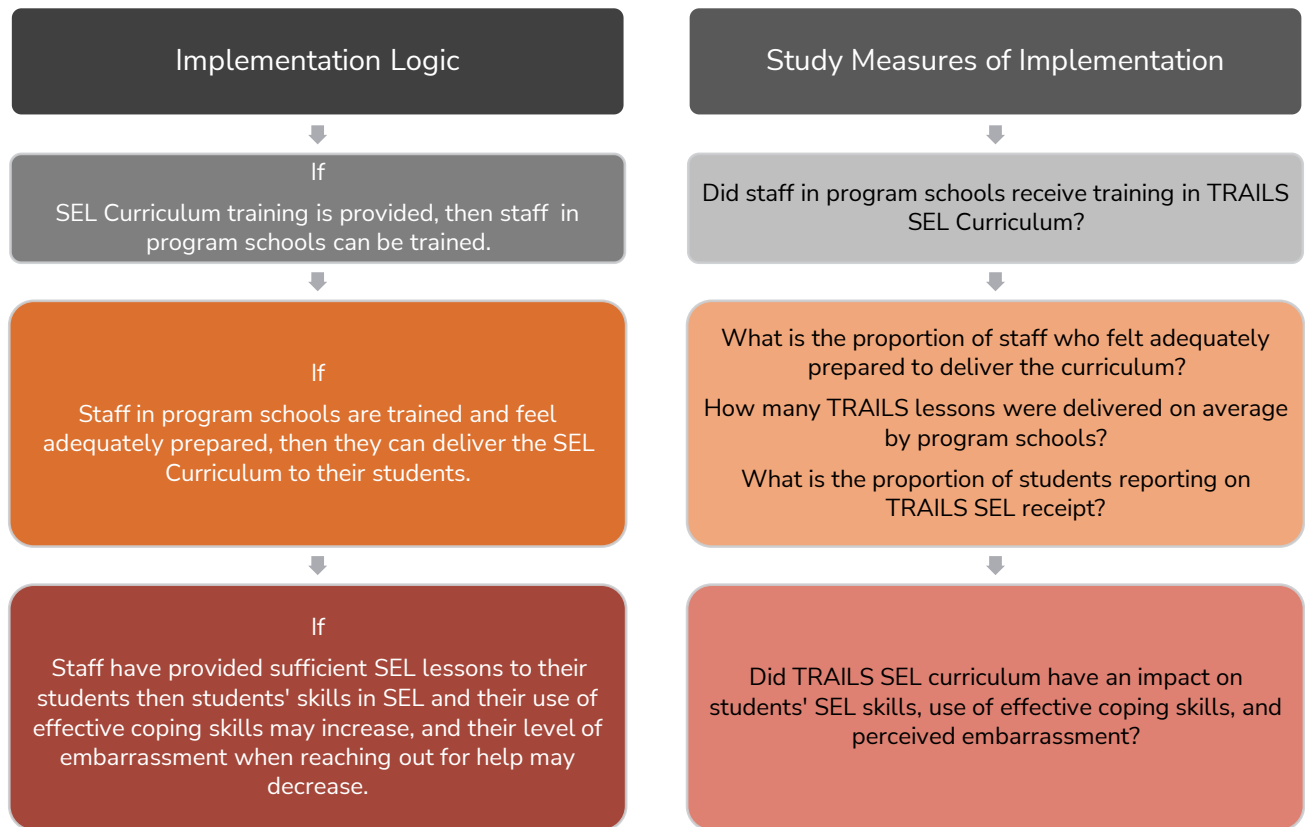 Implementation Logic
If
SEL Curriculum training is provided, then staff in
program schools can be trained.
If
Staff in program schools are trained and feel
adequately prepared, then they can deliver the SEL
Curriculum to their students.
If
Staff have provided sufficient SEL lessons to their
students then students' skills in SEL and their use of
effective coping skills may increase, and their level of
embarrassment when reaching out for help may
decrease.
Study Measures of Implementation
Did staff in program schools receive training in TRAILS
SEL Curriculum?
What is the proportion of staff who felt adequately
prepared to deliver the curriculum?
How many TRAILS lessons were delivered on average
by program schools?
What is the proportion of students reporting on
TRAILS SEL receipt?
Did TRAILS SEL curriculum have an impact on
students' SEL skills, use of effective coping skills, and
perceived embarrassment?